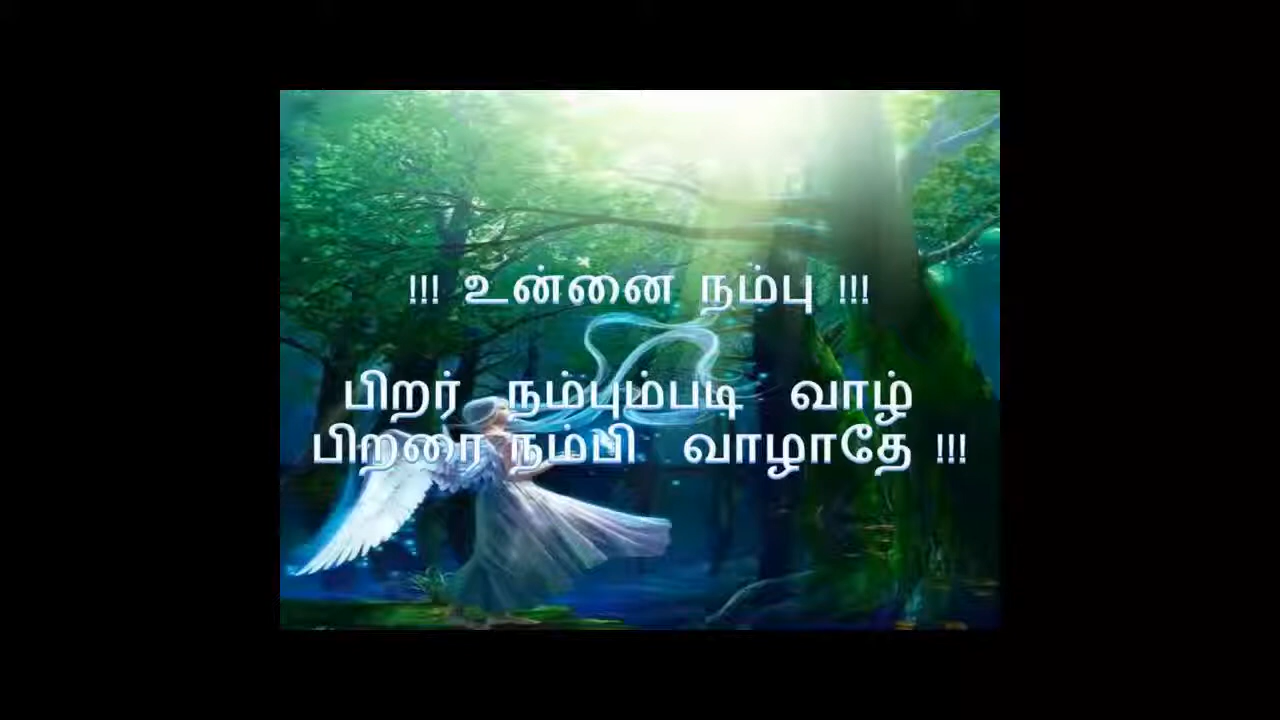 !!! உன்னை நம்பு !!!
பிறர் நம்பும்படி வாழ்
பிறரை நம்பி வாழாதே !!!